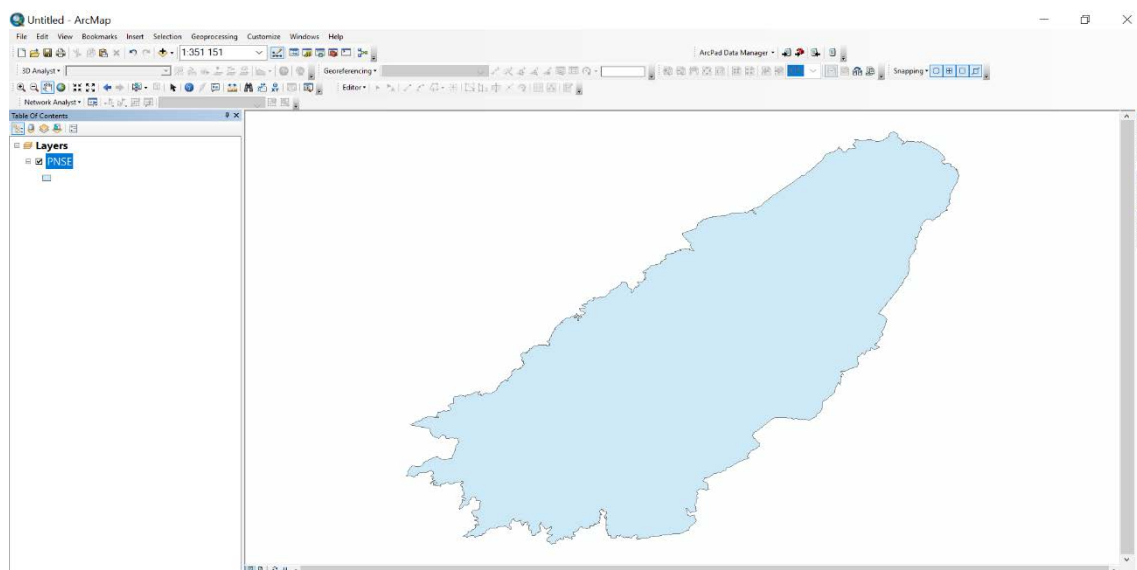 Untitled - ArcMap
File Edit View Bookmarks Insert Selection Geoprocessing Customize Windows Help
1:351 151
ArcPad Data Manager
3D Analyst
Georeferencing
Snapping
Editor
Network Analyst
Table Of Contents
Layers
PNSE